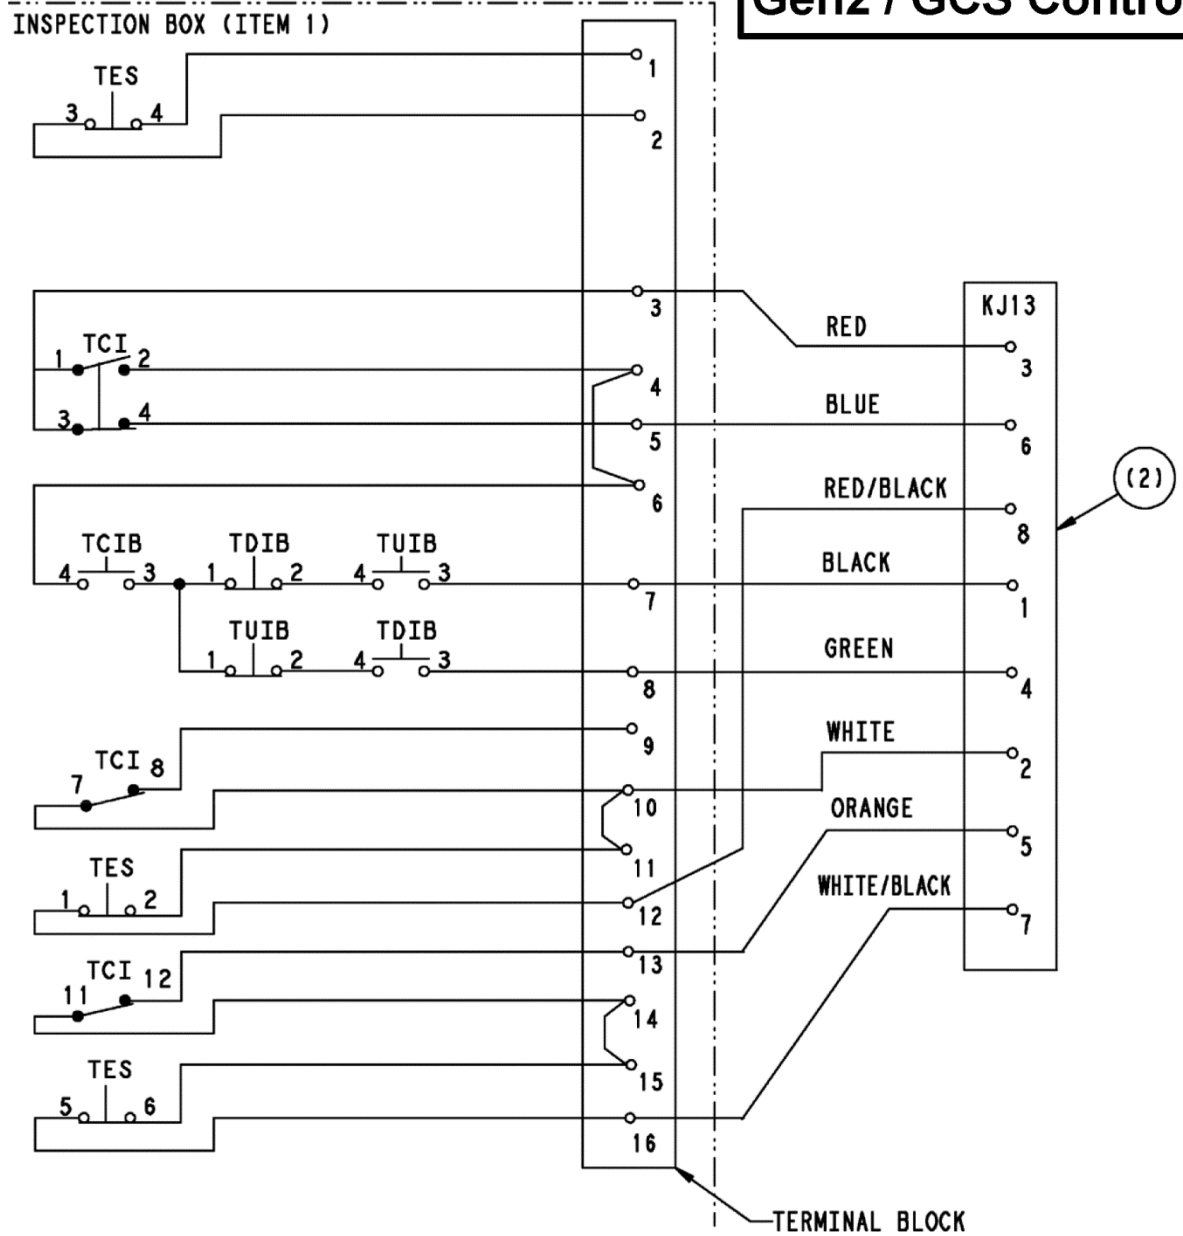 Gen2 / GCS Contro
INSPECTION BOX (ITEM 1)
TES
3 4
1
2
3
RED
KJ13
3
TCI
1 2
4
BLUE
3 4
5
6
6
RED/BLACK
8
(2)
TCIB TDIB TUIB
4 3 1 2 4 3
7
BLACK
1
TUIB TDIB
1 2 4 3
8
GREEN
4
9
WHITE
2
TCI
7 8
10
ORANGE
5
11
TES
1 2
12
WHITE/BLACK
7
13
TCI
11 12
14
15
TES
5 6
16
TERMINAL BLOCK